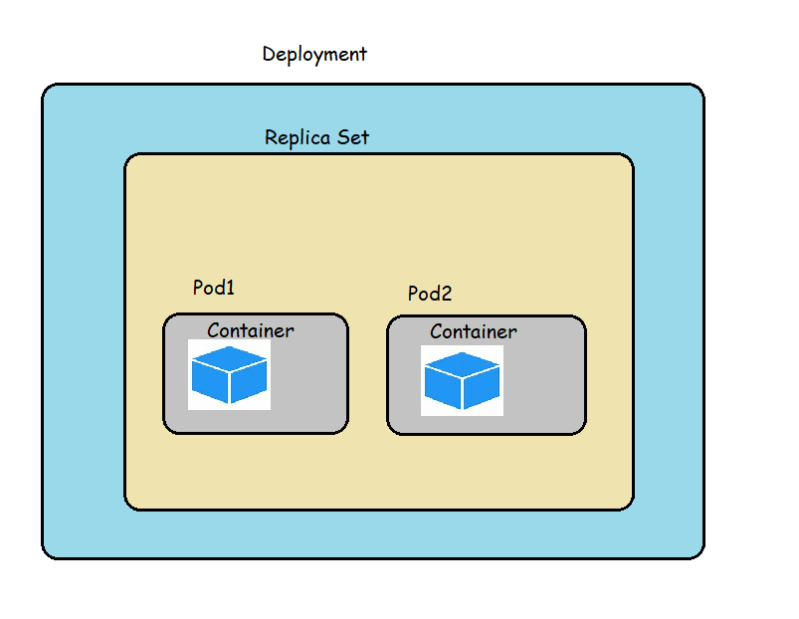 Deployment
Replica Set
Pod1
Pod2
Container
Container